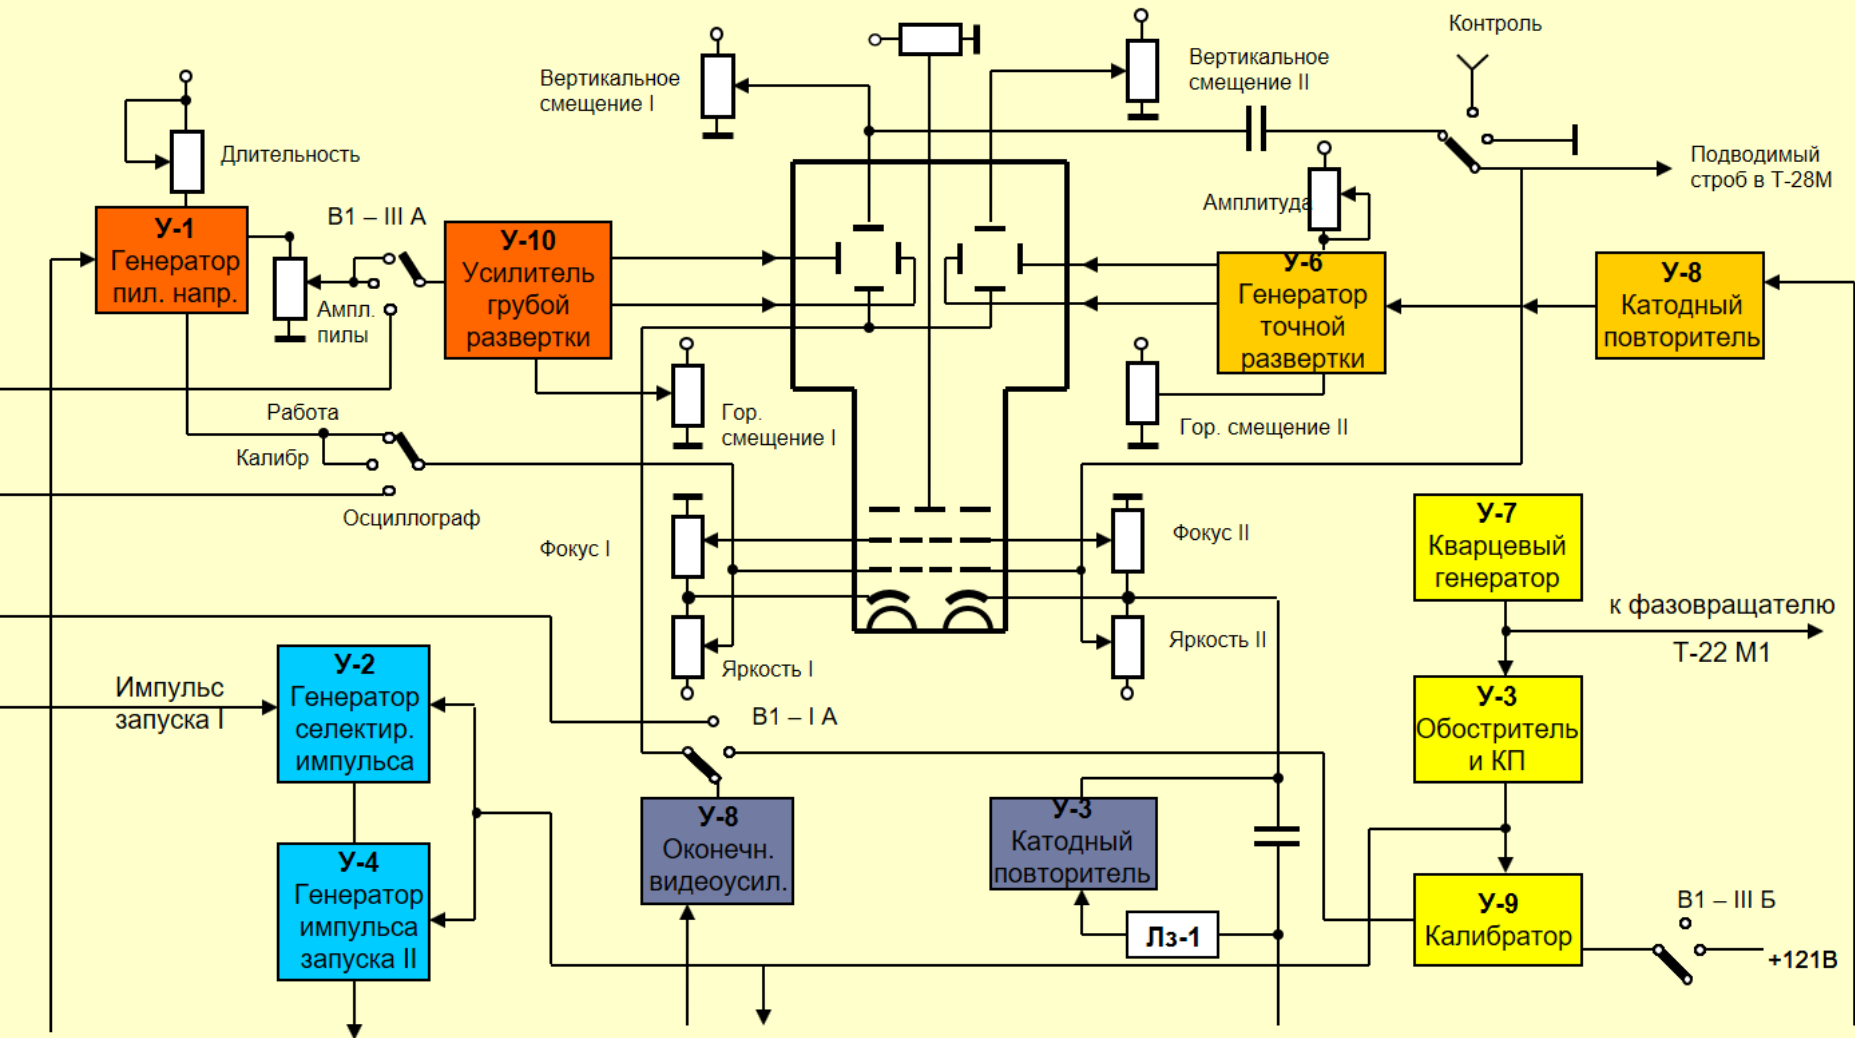 Контроль
Вертикальное
смещение I
Вертикальное
смещение II
Длительность
Подводимый
строб в Т-28М
Амплитуда
В1 – III А
У-1
Генератор
пил. напр.
У-10
Усилитель
грубой
развертки
Ампл.
пилы
У-6
Генератор
точной
развертки
У-8
Катодный
повторитель
Работа
Калибр
Осциллограф
Гор.
смещение I
Гор. смещение II
Фокус I
Фокус II
У-7
Кварцевый
генератор
к фазовращателю
Т-22 М1
Яркость I
Яркость II
Импульс
запуска I
У-2
Генератор
селектир.
импульса
В1 – I А
У-3
Обостритель
и КП
У-4
Генератор
импульса
запуска II
У-8
Оконечн.
видеоусил.
У-3
Катодный
повторитель
Лз-1
У-9
Калибратор
В1 – III Б
+121В